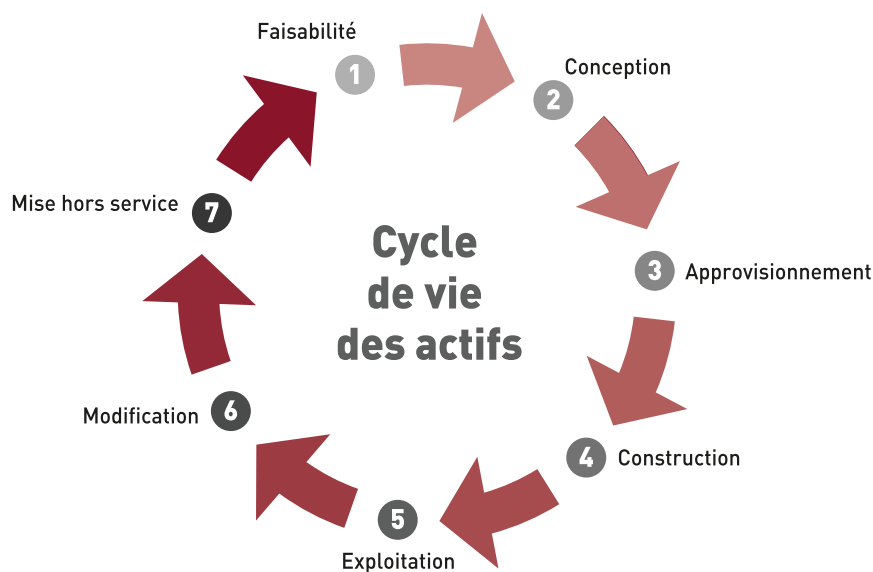 Faisabilité
1
Conception
2
Mise hors service
7
Cycle
de vie
des actifs
3
Approvisionnement
Modification
6
4
Construction
5
Exploitation